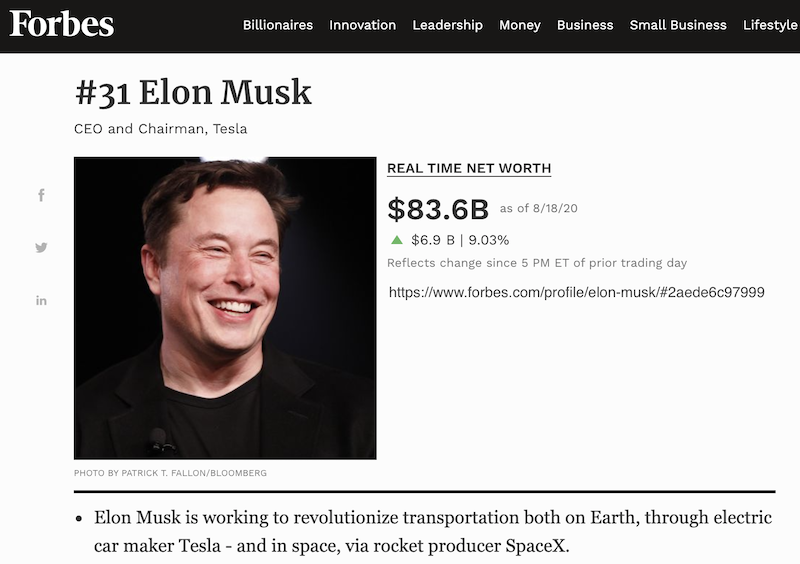 Forbes
Billionaires Innovation Leadership Money Business Small Business Lifestyle
#31 Elon Musk
CEO and Chairman, Tesla
REAL TIME NET WORTH
$83.6B as of 8/18/20
$6.9 B | 9.03%
Reflects change since 5 PM ET of prior trading day
https://www.forbes.com/profile/elon-musk/#2aede6c97999
f
in
PHOTO BY PATRICK T. FALLON/BLOOMBERG
• Elon Musk is working to revolutionize transportation both on Earth, through electric
car maker Tesla - and in space, via rocket producer SpaceX.